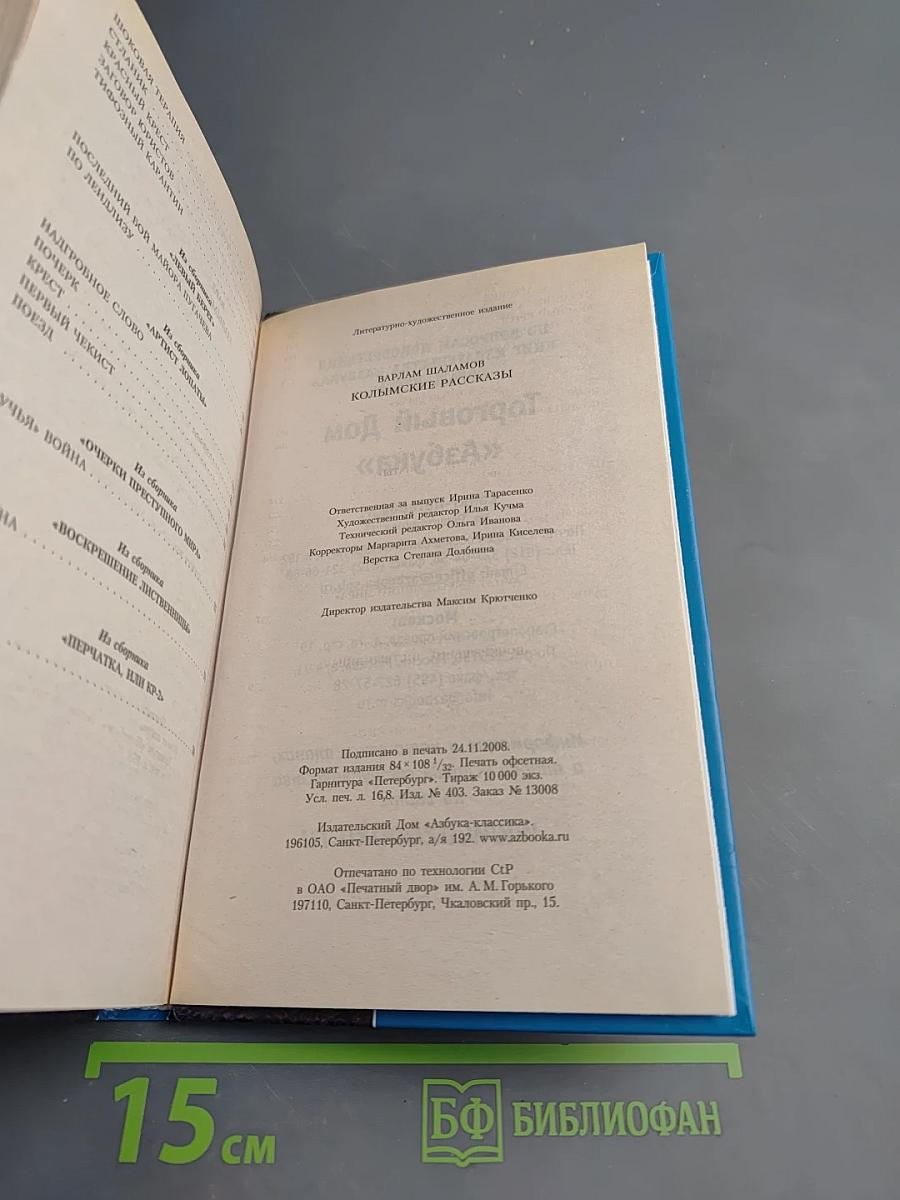 ШОКОВАЯ ТЕРАПИЯ
СТЛАНИК
КРАСНЫЙ КРЕСТ
ЗАГОВОР ЮРИСТОВ
ТИФОЗНЫЙ КАРАНТИН
Из сборника
«ЛЕВЫЙ БЕРЕГ»
ПОСЛЕДНИЙ БОЙ МАЙОРА ПУГАЧЕВА
ПО ЛЕНДЛИЗУ
Из сборника
«АРТИСТ ЛОПАТЫ»
НАДГРОБНОЕ СЛОВО
ПОЧЕРК
КРЕСТ
ПЕРВЫЙ ЧЕКИСТ
ПОЕЗД
Из сборника
«ОЧЕРКИ ПРЕСТУПНОГО МИРА»
УЧЬЯ» ВОЙНА
Из сборника
«ВОСКРЕШЕНИЕ ЛИСТВЕННИЦЫ»
НА
Из сборника
«ПЕРЧАТКА, ИЛИ КР-2»
Литературно-художественное издание
ВАРЛАМ ШАЛАМОВ
КОЛЫМСКИЕ РАССКАЗЫ
Ответственная за выпуск Ирина Тарасенко
Художественный редактор Илья Кучма
Технический редактор Ольга Иванова
Корректоры Маргарита Ахметова, Ирина Киселева
Верстка Степана Долбнина
Директор издательства Максим Крютченко
Подписано в печать 24.11.2008.
Формат издания 84×108 1/32. Печать офсетная.
Гарнитура «Петербург». Тираж 10 000 экз.
Усл. печ. л. 16,8. Изд. № 403. Заказ № 13008
Издательский Дом «Азбука-классика».
196105, Санкт-Петербург, а/я 192. www.azbooka.ru
Отпечатано по технологии CtP
в ОАО «Печатный двор» им. А. М. Горького
197110, Санкт-Петербург, Чкаловский пр., 15.
15 см
БФ БИБЛИОФАН